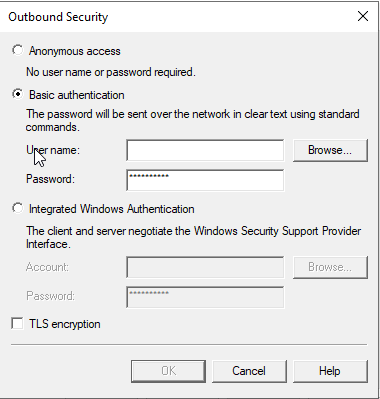 Outbound Security
Anonymous access
No user name or password required.
Basic authentication
The password will be sent over the network in clear text using standard
commands.
User name:
Browse...
Password:
**********
Integrated Windows Authentication
The client and server negotiate the Windows Security Support Provider
Interface.
Account:
Browse...
Password:
**********
TLS encryption
OK
Cancel
Help